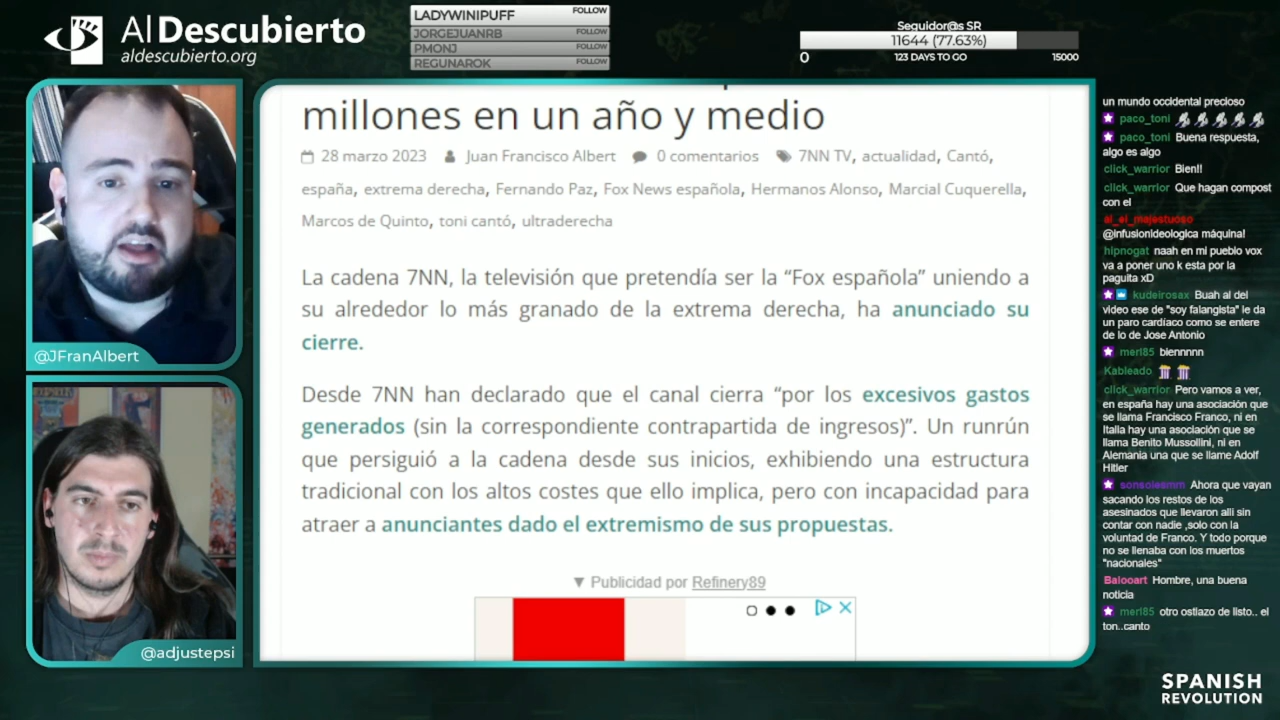 Al Descubierto
aldescubierto.org
LADYWINIPUFF FOLLOW
JORGEJUANRB FOLLOW
PMONJ FOLLOW
REGUNAROK FOLLOW
Seguidor@s SR
11644 (77.63%)
0 123 DAYS TO GO 15000
@JFranAlbert
@adjustepsi
millones en un año y medio
28 marzo 2023 Juan Francisco Albert 0 comentarios 7NN TV, actualidad, Cantó,
españa, extrema derecha, Fernando Paz, Fox News española, Hermanos Alonso, Marcial Cuquerella,
Marcos de Quinto, toni cantó, ultraderecha
La cadena 7NN, la televisión que pretendía ser la “Fox española” uniendo a
su alrededor lo más granado de la extrema derecha, ha anunciado su
cierre.
Desde 7NN han declarado que el canal cierra “por los excesivos gastos
generados (sin la correspondiente contrapartida de ingresos)”. Un runrún
que persiguió a la cadena desde sus inicios, exhibiendo una estructura
tradicional con los altos costes que ello implica, pero con incapacidad para
atraer a anunciantes dado el extremismo de sus propuestas.
▼ Publicidad por Refinery89
un mundo occidental precioso
paco_toni
paco_toni Buena respuesta,
algo es algo
click_warrior Bien!!
click_warrior Que hagan compost
con el
al_el_majestuoso
@infusionideologica máquina!
hipnogat naah en mi pueblo vox
va a poner uno k esta por la
paguita xD
kudeirosax Buah al del
video ese de "soy falangista" le da
un paro cardíaco como se entere
de lo de Jose Antonio
merl85 biennnnn
Kableado
click_warrior Pero vamos a ver,
en españa hay una asociación que
se llama Francisco Franco, ni en
Italia hay una asociación que se
llama Benito Mussollini, ni en
Alemania una que se llame Adolf
Hitler
sonsolesmm Ahora que vayan
sacando los restos de los
asesinados que llevaron alli sin
contar con nadie ,solo con la
voluntad de Franco. Y todo porque
no se llenaba con los muertos
"nacionales"
Balooart Hombre, una buena
noticia
merl85 otro ostiazo de listo.. el
ton..canto
SPANISH
REVOLUTION